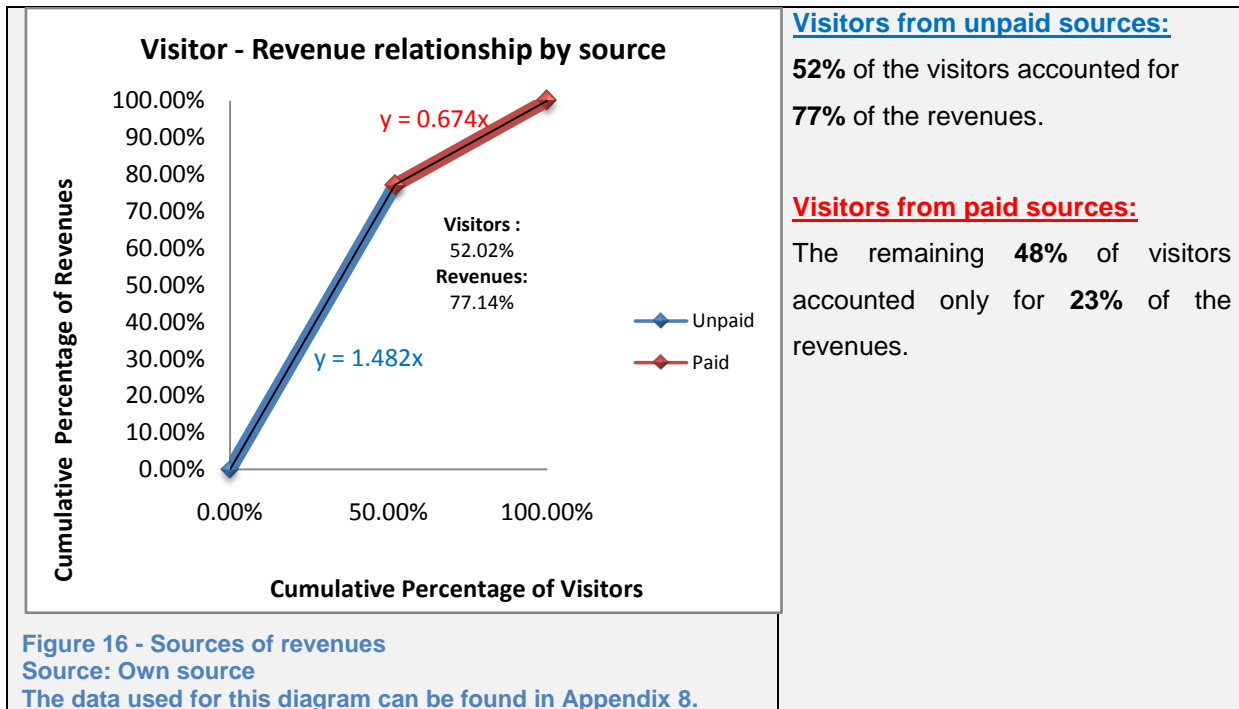 Visitor - Revenue relationship by source
Cumulative Percentage of Revenues
100.00%
90.00%
80.00%
70.00%
60.00%
50.00%
40.00%
30.00%
20.00%
10.00%
0.00%
y = 0.674x
Visitors :
52.02%
Revenues:
77.14%
y = 1.482x
Unpaid
Paid
0.00%
50.00%
100.00%
Cumulative Percentage of Visitors
Figure 16 - Sources of revenues
Source: Own source
The data used for this diagram can be found in Appendix 8.
Visitors from unpaid sources:
52% of the visitors accounted for
77% of the revenues.
Visitors from paid sources:
The remaining 48% of visitors
accounted only for 23% of the
revenues.